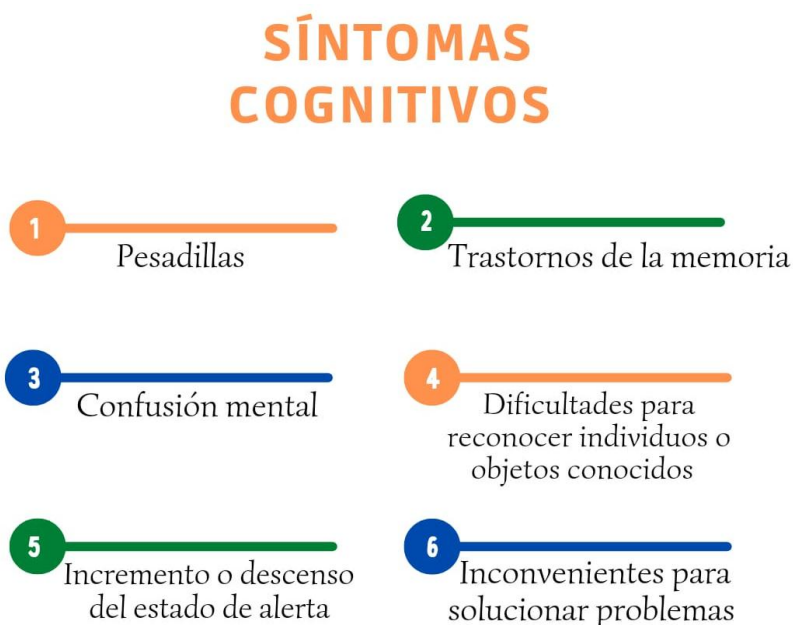 SÍNTOMAS
COGNITIVOS
1
Pesadillas
2
Trastornos de la memoria
3
Confusión mental
4
Dificultades para
reconocer individuos o
objetos conocidos
5
Incremento o descenso
del estado de alerta
6
Inconvenientes para
solucionar problemas